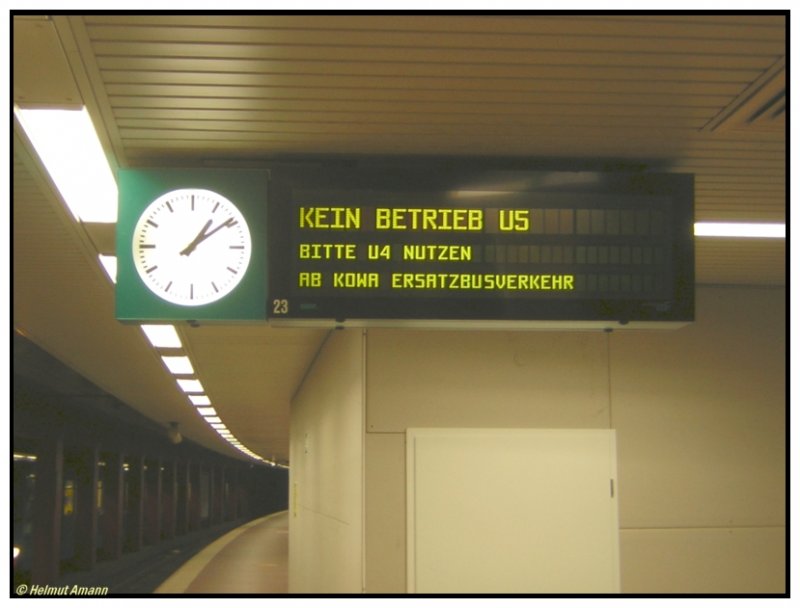 KEIN BETRIEB U5
BITTE U4 NUTZEN
AB KOWA ERSATZBUSVERKEHR
23
© Helmut Amann